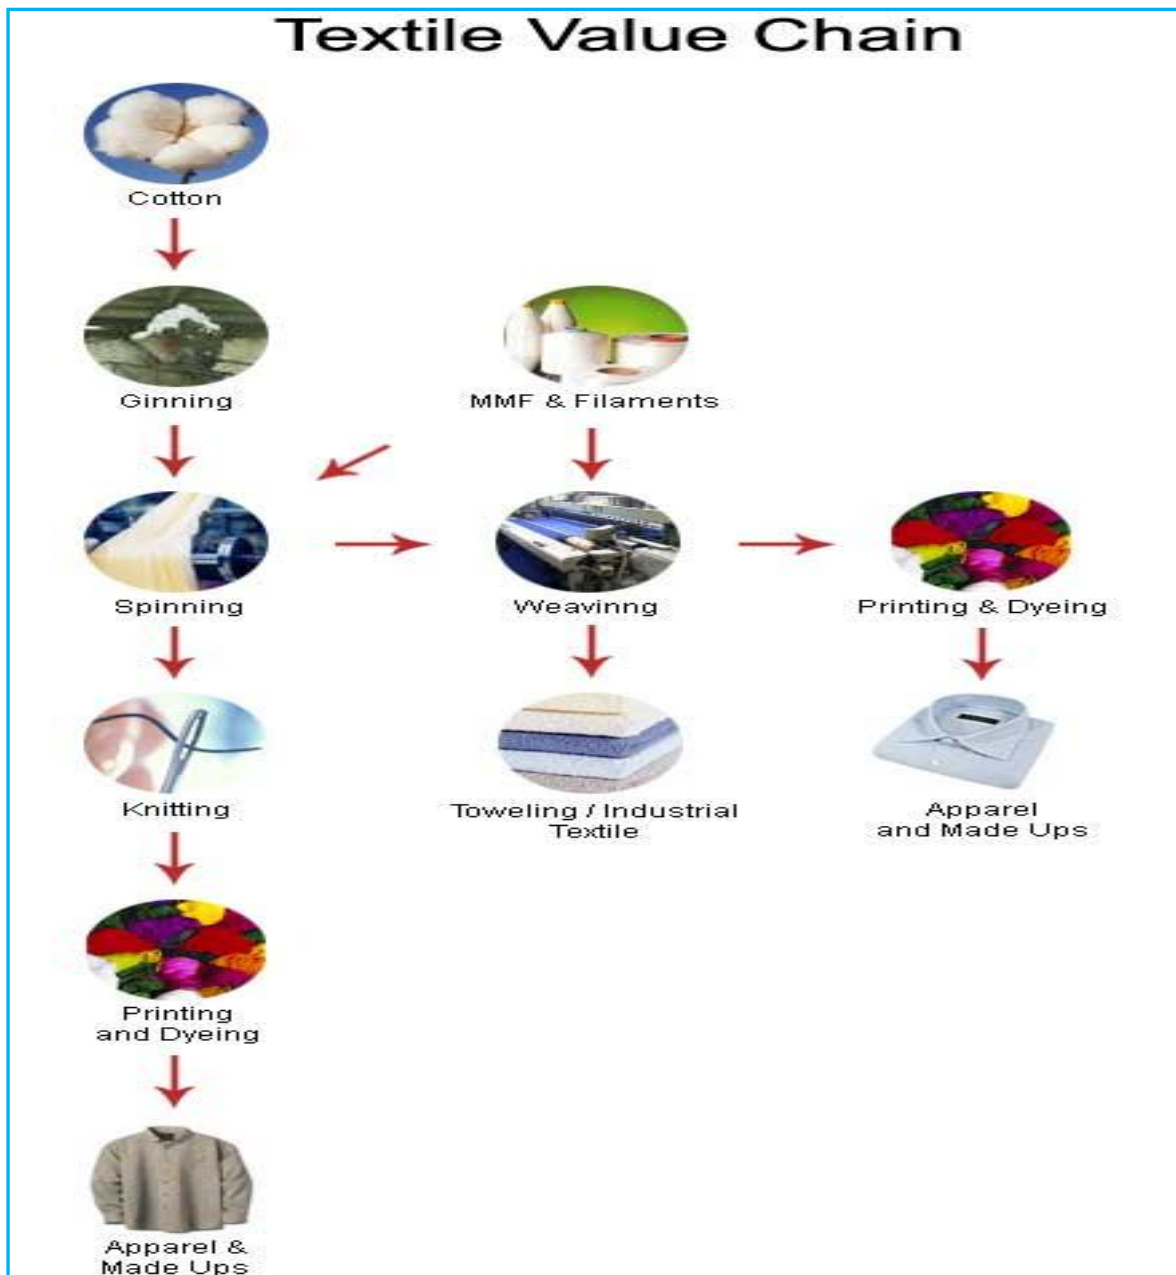 Textile Value Chain
Cotton
Ginning
MMF & Filaments
Spinning
Weavinng
Printing & Dyeing
Knitting
Toweling / Industrial
Textile
Apparel
and Made Ups
Printing
and Dyeing
Apparel &
Made Ups